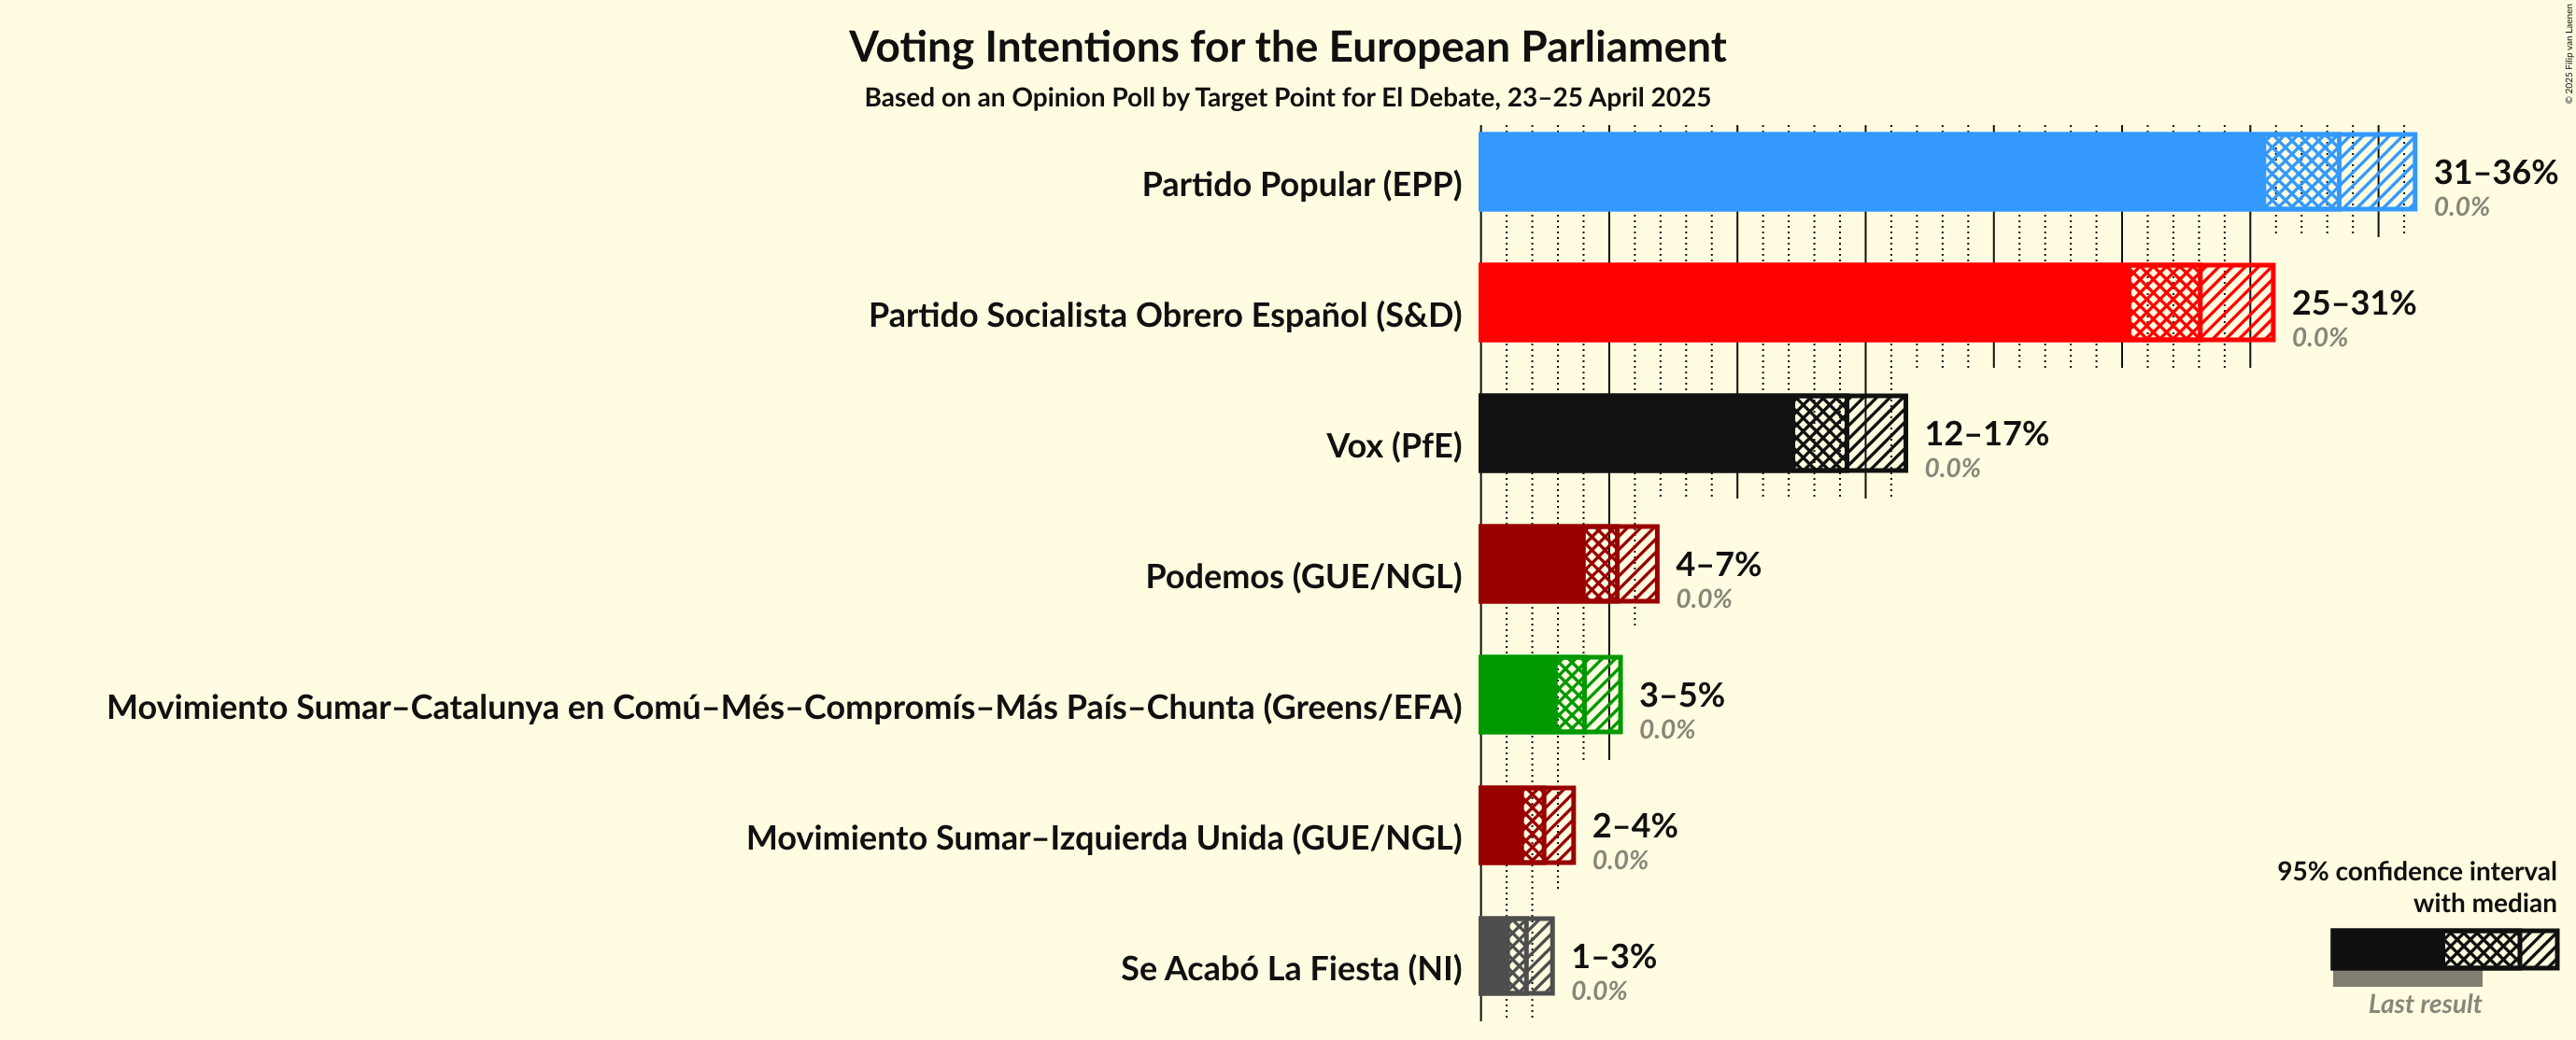 Voting Intentions for the European Parliament
Based on an Opinion Poll by Target Point for El Debate, 23–25 April 2025
© 2025 Filip van Laenen
Partido Popular (EPP)
31–36%
0.0%
Partido Socialista Obrero Español (S&D)
25–31%
0.0%
Vox (PfE)
12–17%
0.0%
Podemos (GUE/NGL)
4–7%
0.0%
Movimiento Sumar–Catalunya en Comú–Més–Compromís–Más País–Chunta (Greens/EFA)
3–5%
0.0%
Movimiento Sumar–Izquierda Unida (GUE/NGL)
2–4%
0.0%
Se Acabó La Fiesta (NI)
1–3%
0.0%
95% confidence interval
with median
Last result